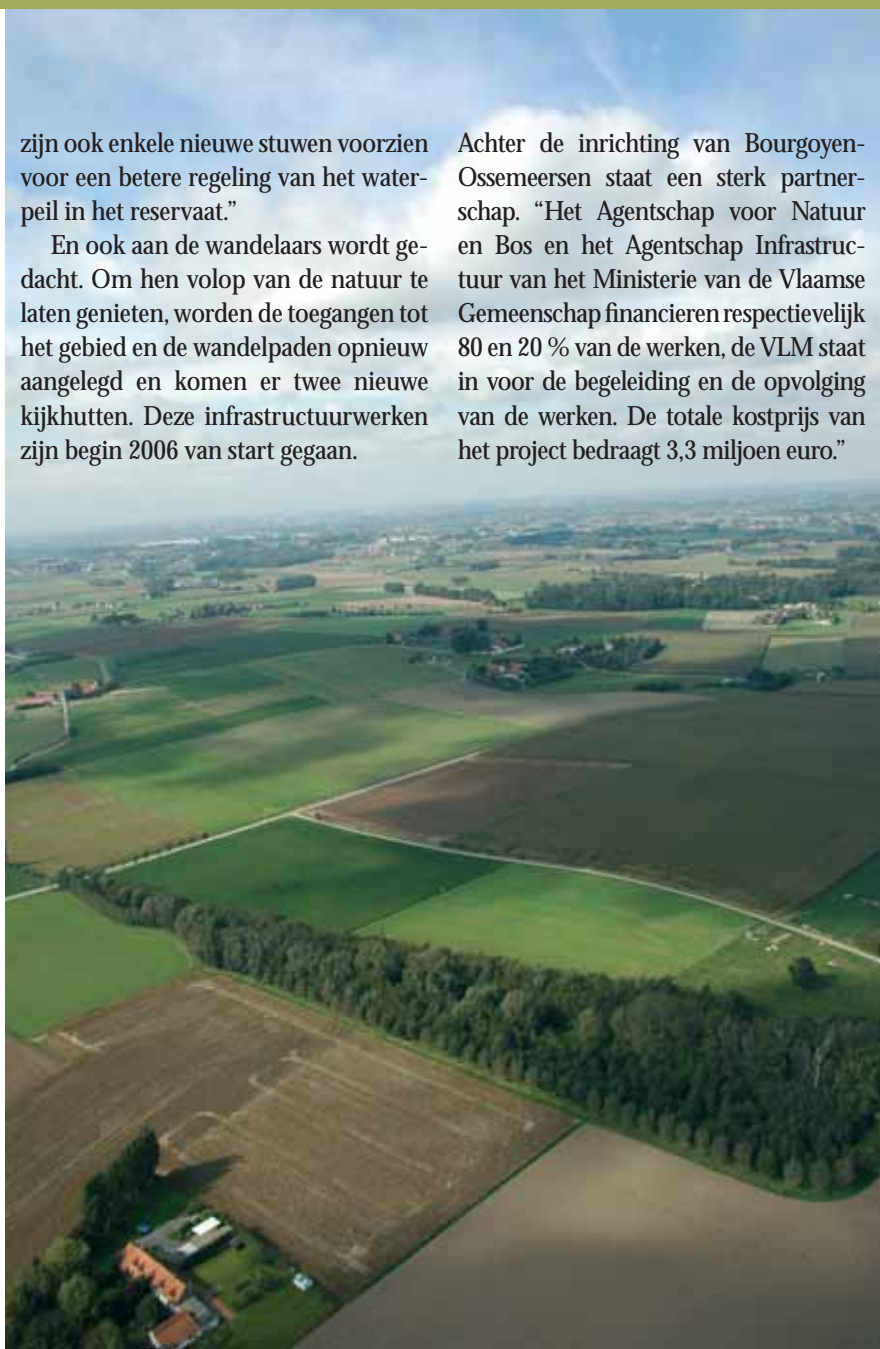 zijn ook enkele nieuwe stuwen voorzien
voor een betere regeling van het water-
peil in het reservaat.”
En ook aan de wandelaars wordt ge-
dacht. Om hen volop van de natuur te
laten genieten, worden de toegangen tot
het gebied en de wandelpaden opnieuw
aangelegd en komen er twee nieuwe
kijkhutten. Deze infrastructuurwerken
zijn begin 2006 van start gegaan.
Achter de inrichting van Bourgoyen-
Ossemeersen staat een sterk partner-
schap. “Het Agentschap voor Natuur
en Bos en het Agentschap Infrastruc-
tuur van het Ministerie van de Vlaamse
Gemeenschap financieren respectievelijk
80 en 20 % van de werken, de VLM staat
in voor de begeleiding en de opvolging
van de werken. De totale kostprijs van
het project bedraagt 3,3 miljoen euro.”